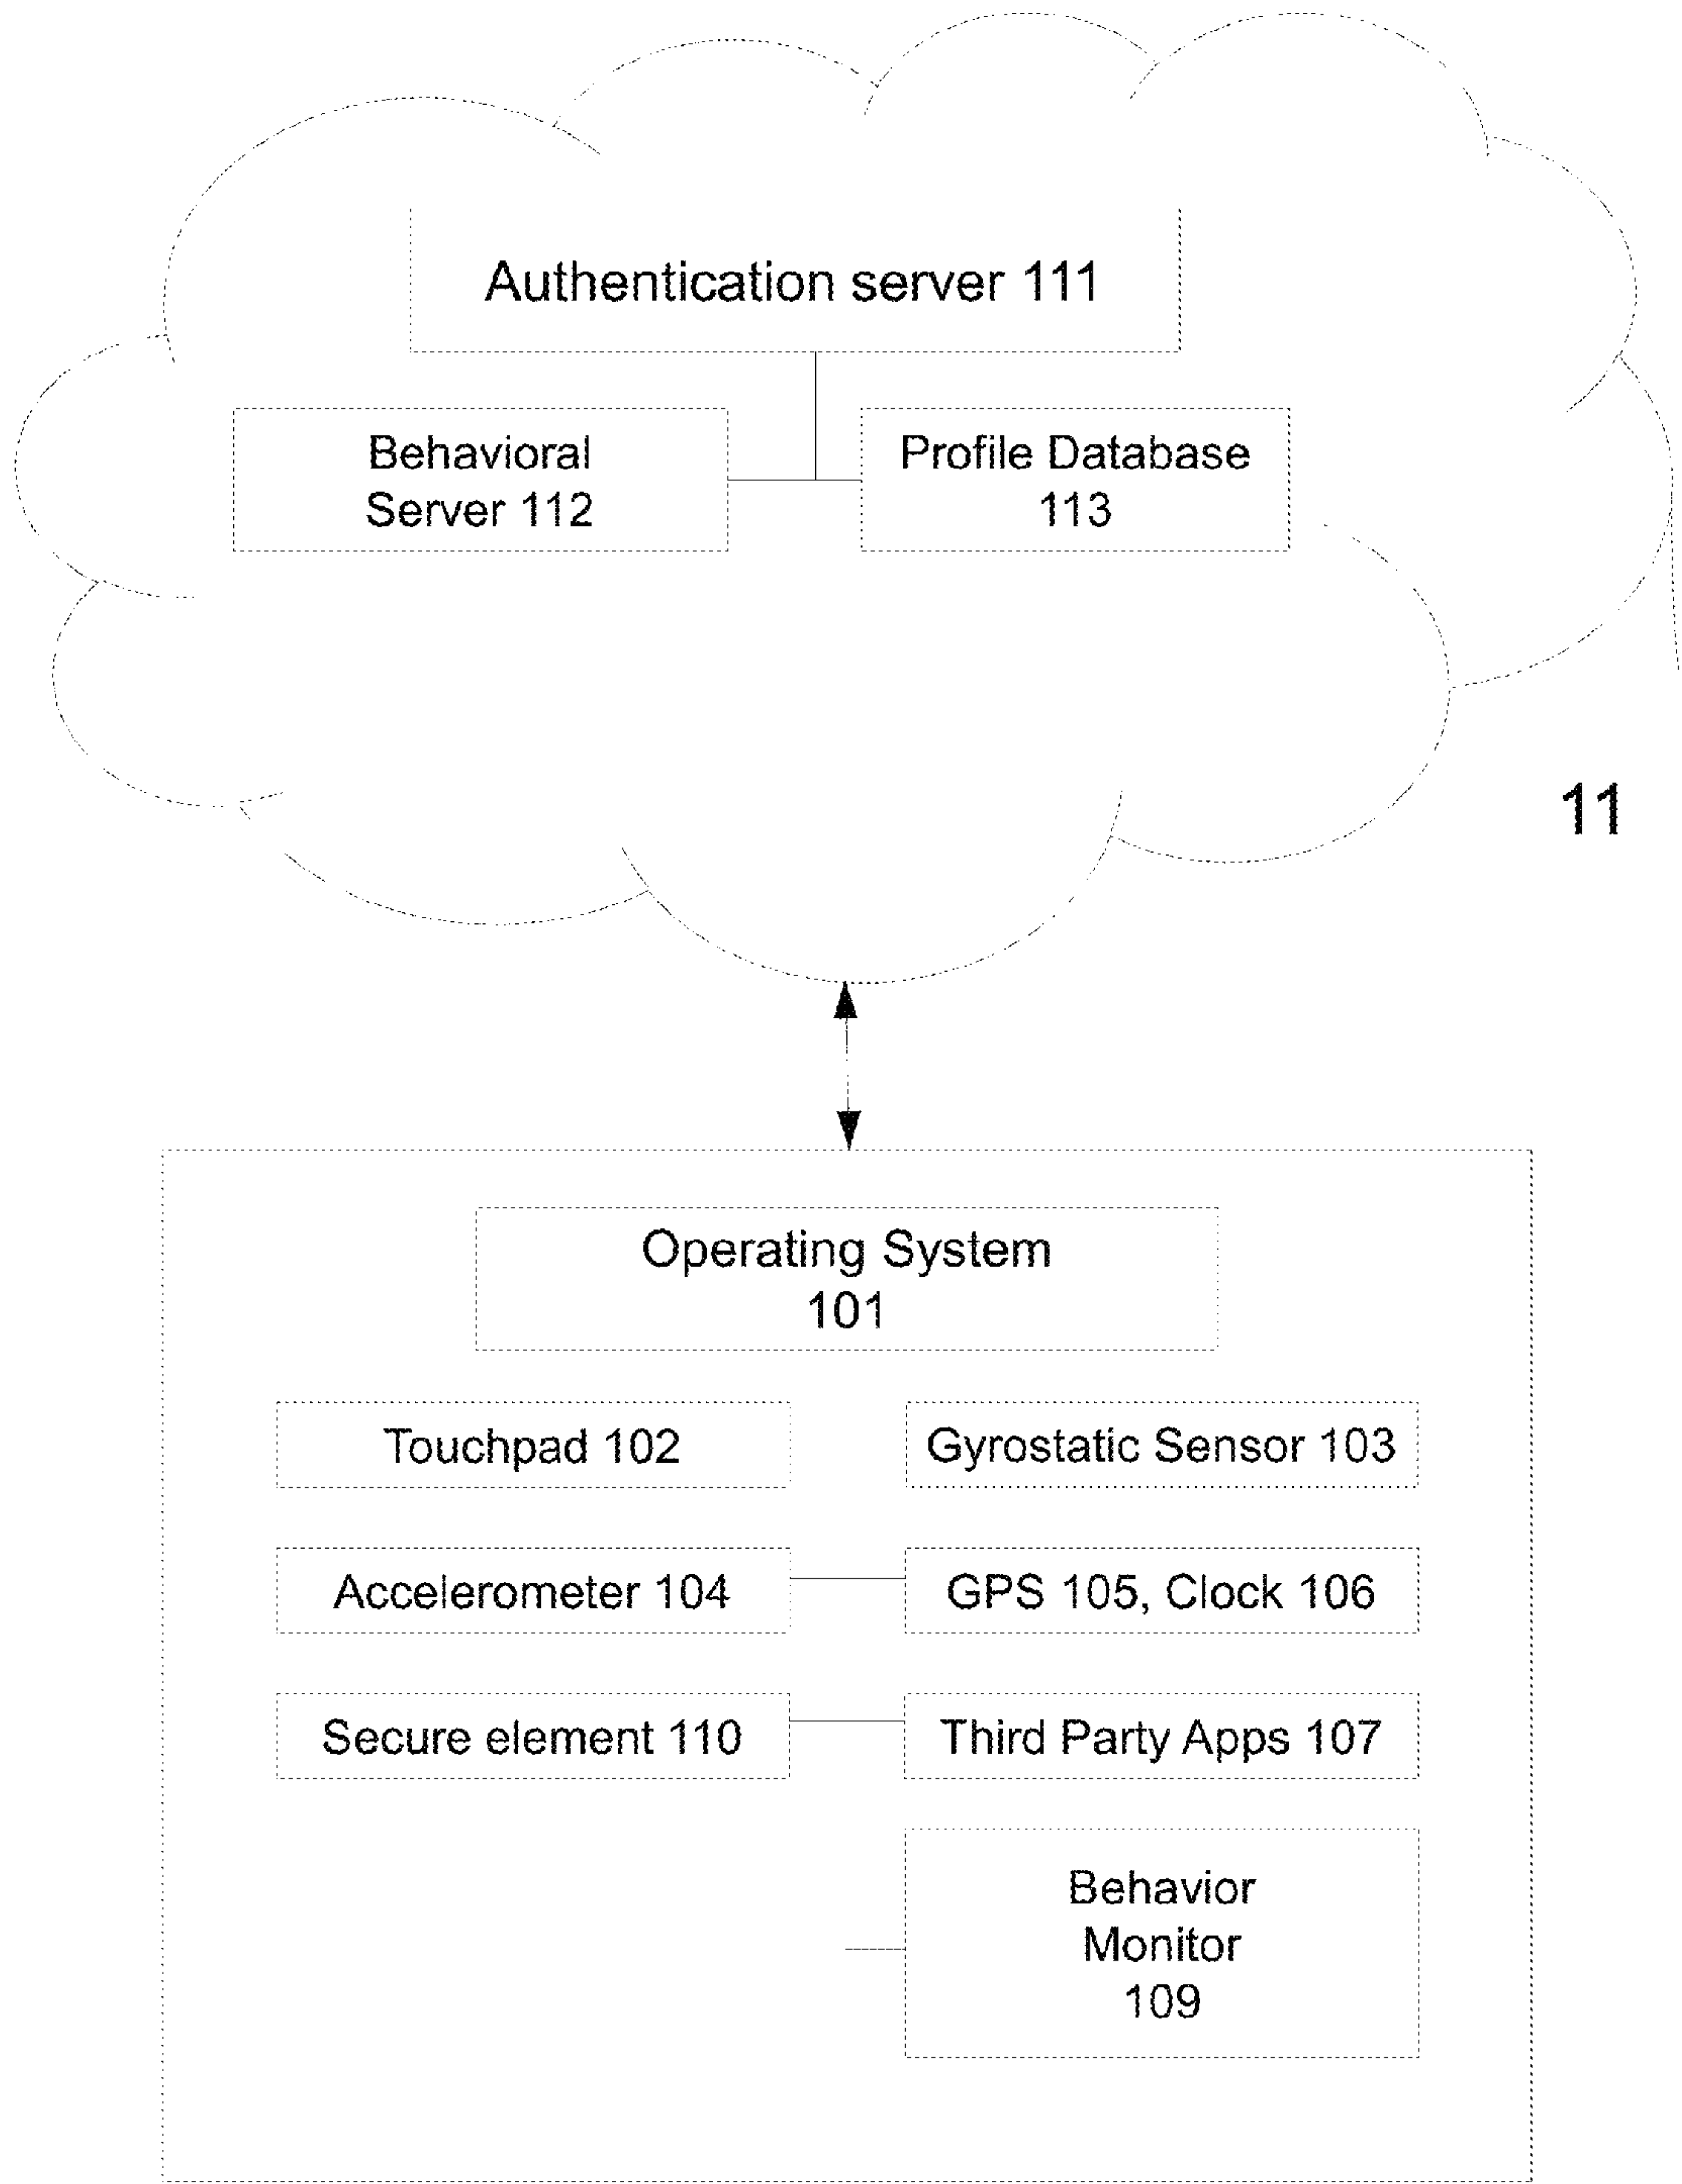 Authentication server 111
Behavioral
Server 112
Profile Database
113
11
Operating System
101
Touchpad 102
Gyrostatic Sensor 103
Accelerometer 104
GPS 105, Clock 106
Secure element 110
Third Party Apps 107
Behavior
Monitor
109